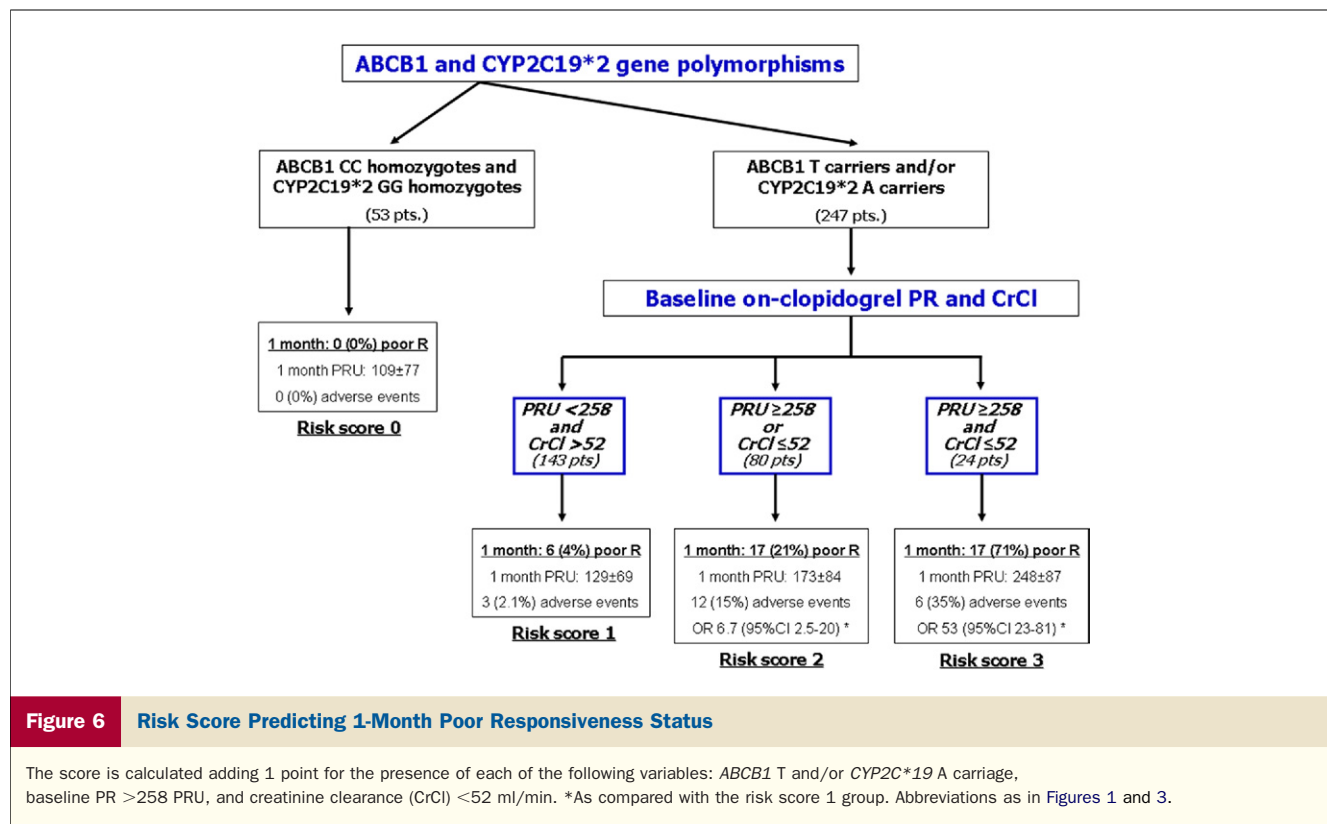 ABCB1 and CYP2C19*2 gene polymorphisms
ABCB1 CC homozygotes and
CYP2C19*2 GG homozygotes
(53 pts.)
ABCB1 T carriers and/or
CYP2C19*2 A carriers
(247 pts.)
Baseline on-clopidogrel PR and CrCl
1 month: 0 (0%) poor R
1 month PRU: 109±77
0 (0%) adverse events
Risk score 0
PRU <258
and
CrCl >52
(143 pts)
PRU ≥258
or
CrCl ≤52
(80 pts)
PRU ≥258
and
CrCl ≤52
(24 pts)
1 month: 6 (4%) poor R
1 month PRU: 129±69
3 (2.1%) adverse events
Risk score 1
1 month: 17 (21%) poor R
1 month PRU: 173±84
12 (15%) adverse events
OR 6.7 (95%CI 2.5-20) *
Risk score 2
1 month: 17 (71%) poor R
1 month PRU: 248±87
6 (35%) adverse events
OR 53 (95%CI 23-81) *
Risk score 3
Figure 6 Risk Score Predicting 1-Month Poor Responsiveness Status
The score is calculated adding 1 point for the presence of each of the following variables: ABCB1 T and/or CYP2C*19 A carriage,
baseline PR >258 PRU, and creatinine clearance (CrCl) <52 ml/min. *As compared with the risk score 1 group. Abbreviations as in Figures 1 and 3.